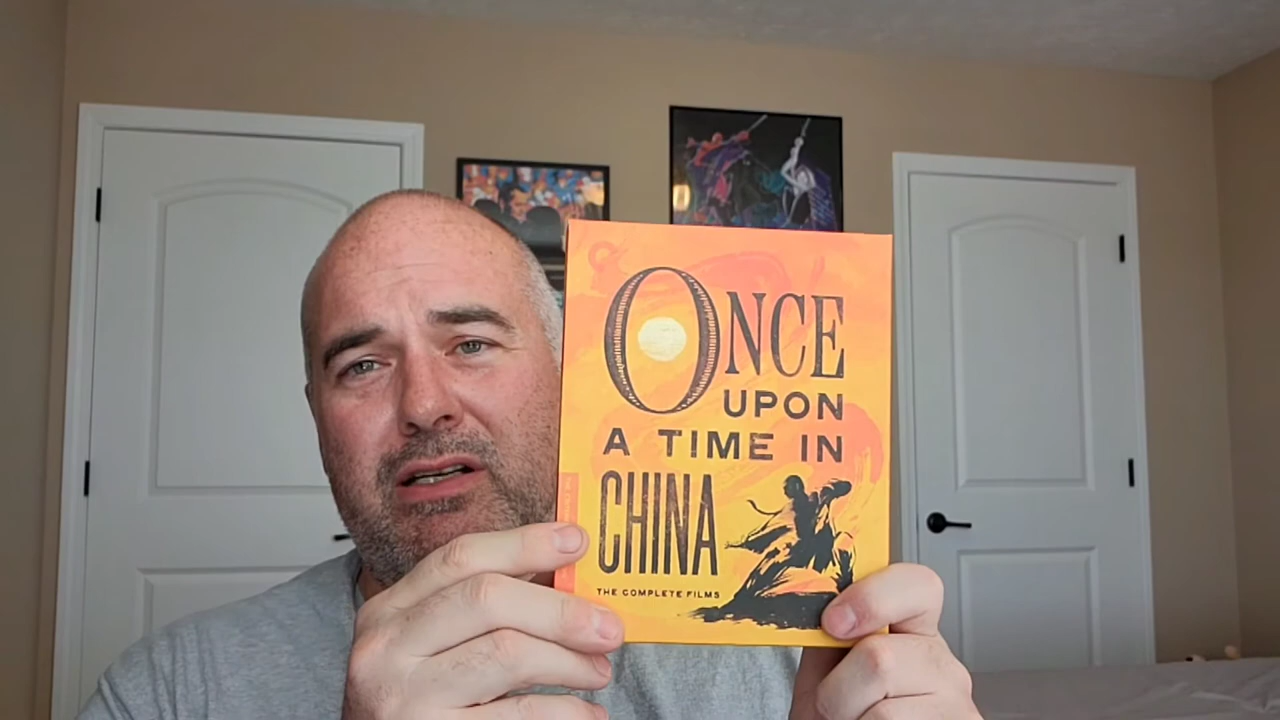 ONCE
UPON
A TIME IN
CHINA
THE COMPLETE FILMS